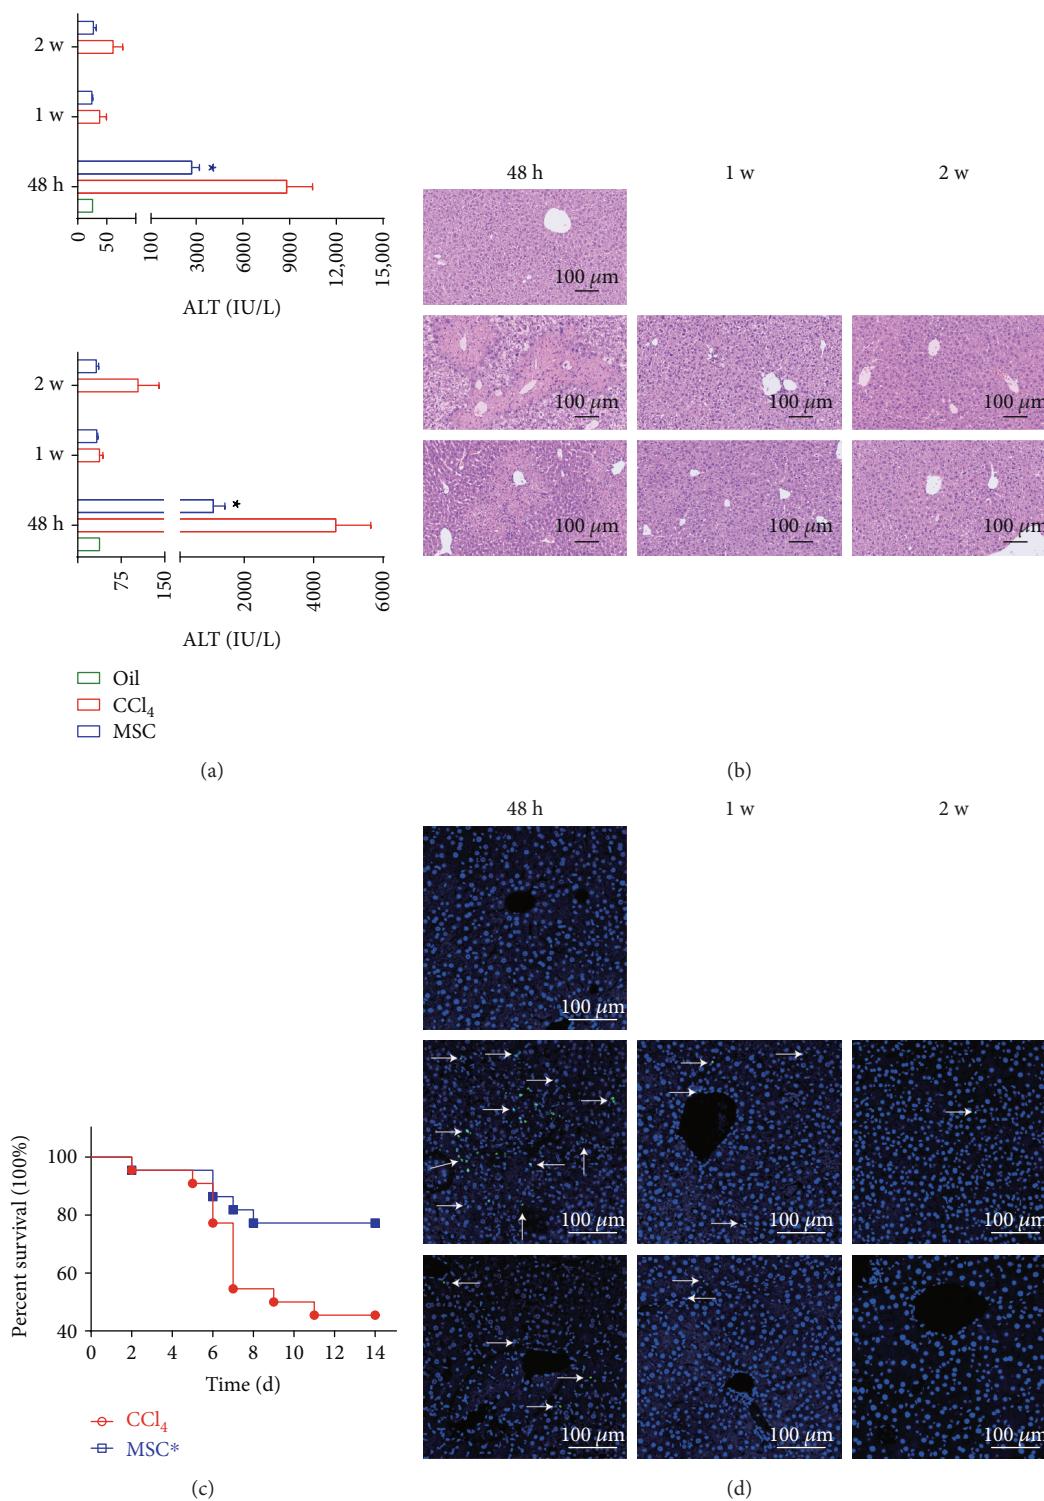 2 w
1 w
48 h
0 50 100 3000 6000 9000 12,000 15,000
ALT (IU/L)
2 w
1 w
48 h
75 150 2000 4000 6000
ALT (IU/L)
Oil
CCl4
MSC
(a)
48 h 1 w 2 w
100 μm
100 μm 100 μm 100 μm
100 μm 100 μm 100 μm
(b)
Percent survival (100%)
100
80
60
40
0 2 4 6 8 10 12 14
Time (d)
CCl4
MSC*
(c)
48 h 1 w 2 w
100 μm
100 μm 100 μm 100 μm
100 μm 100 μm 100 μm
(d)